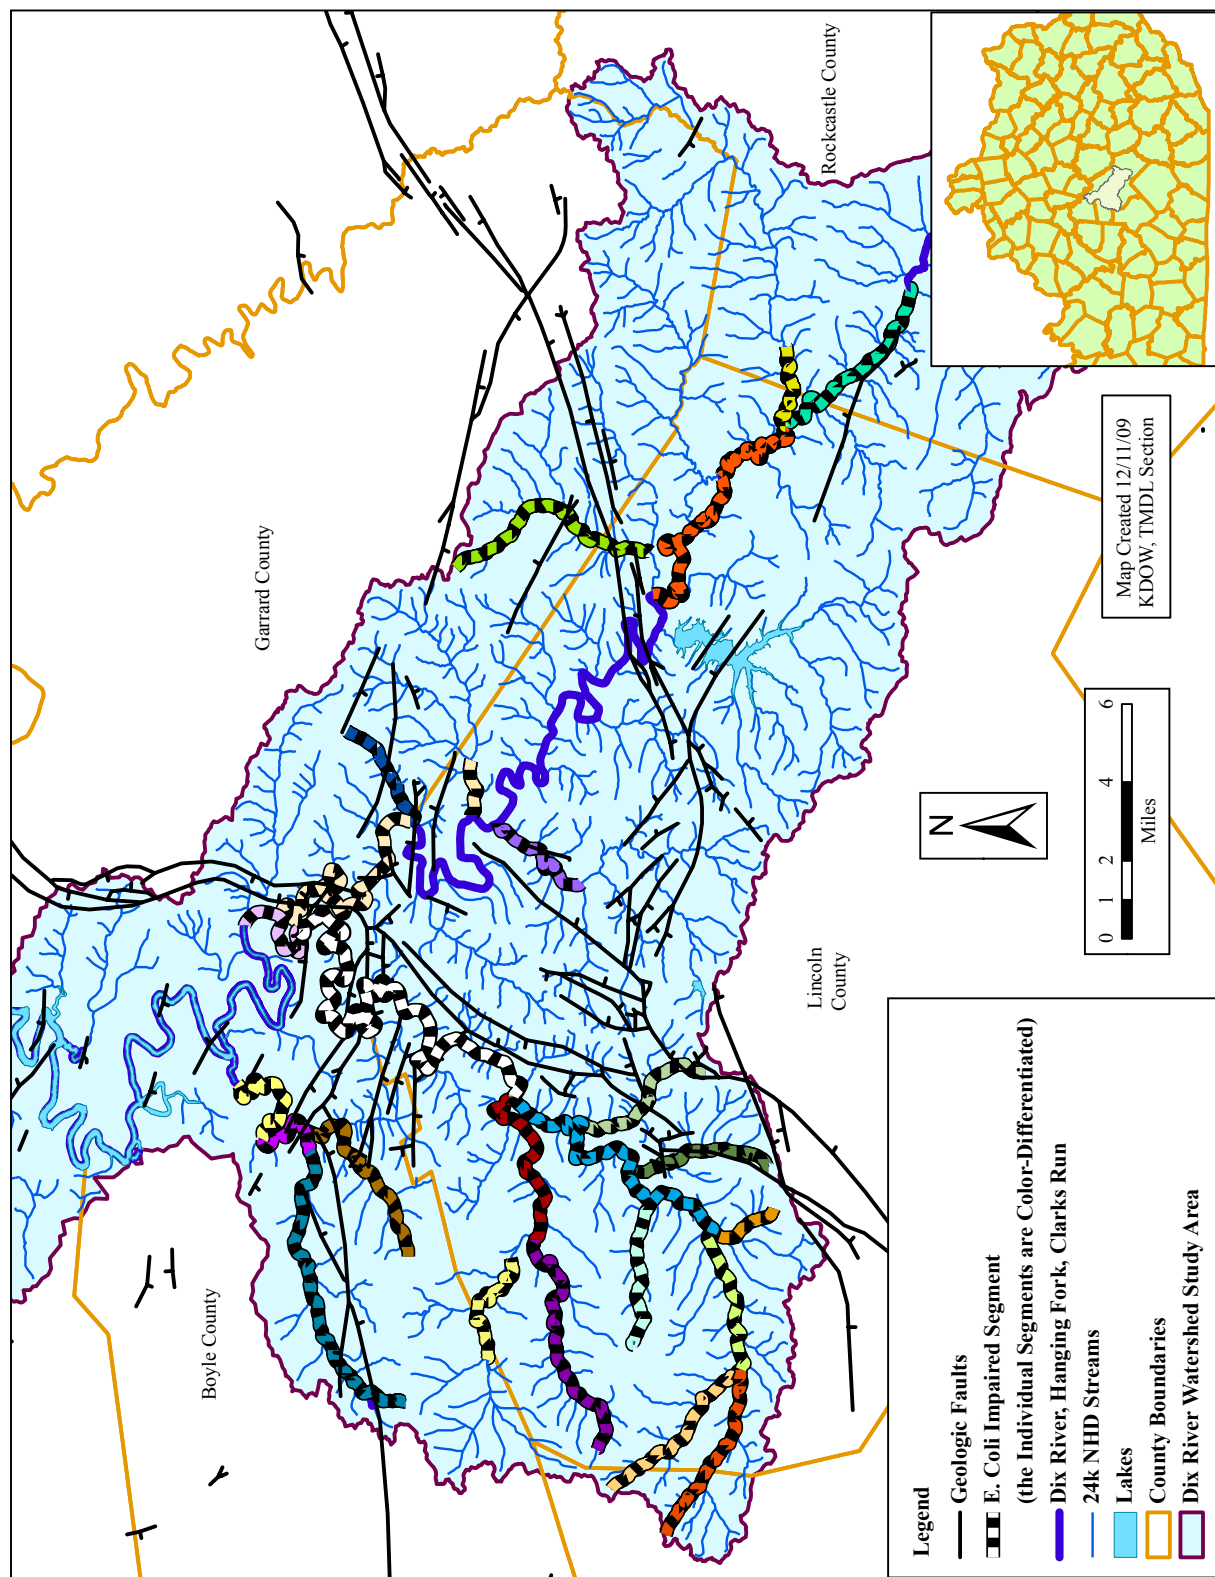 Garrard County
Rockcastle County
Boyle County
Lincoln
County
Map Created 12/11/09
KDOW, TMDL Section
N
0 1 2 4 6
Miles
Legend
Geologic Faults
E. Coli Impaired Segment
(the Individual Segments are Color-Differentiated)
Dix River, Hanging Fork, Clarks Run
24k NHD Streams
Lakes
County Boundaries
Dix River Watershed Study Area